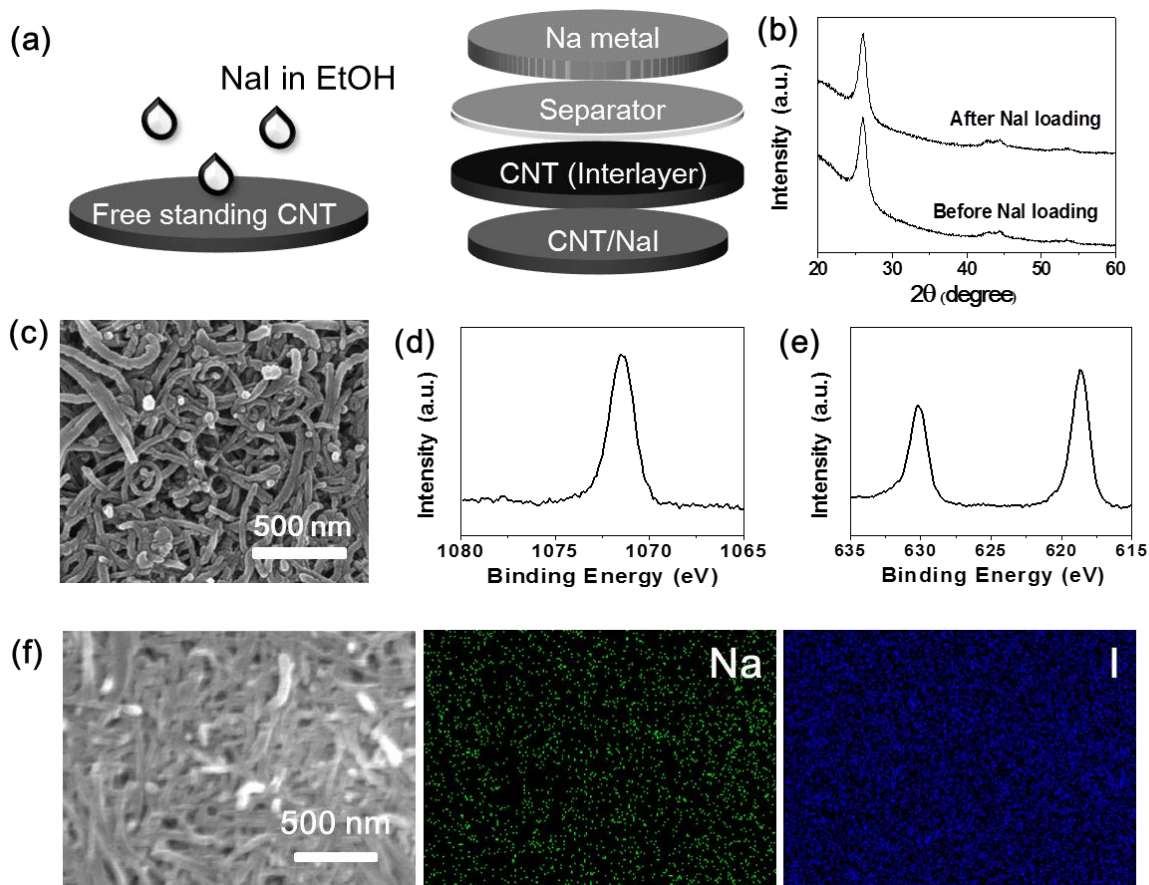 (a)
NaI in EtOH
Free standing CNT
Na metal
Separator
CNT (Interlayer)
CNT/NaI
(b)
Intensity (a.u.)
After NaI loading
Before NaI loading
20 30 40 50 60
2θ (degree)
(c)
500 nm
(d)
Intensity (a.u.)
1080 1075 1070 1065
Binding Energy (eV)
(e)
Intensity (a.u.)
635 630 625 620 615
Binding Energy (eV)
(f)
500 nm
Na
I